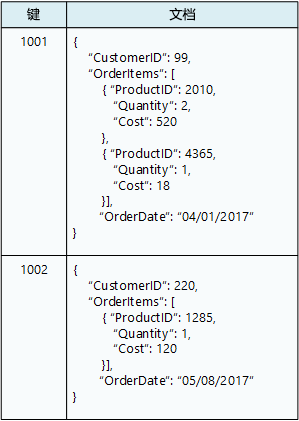 键 文档
1001 {
“CustomerID”: 99,
“OrderItems”: [
{ “ProductID”: 2010,
“Quantity”: 2,
“Cost”: 520
},
{ “ProductID”: 4365,
“Quantity”: 1,
“Cost”: 18
}],
“OrderDate”: “04/01/2017”
}
1002 {
“CustomerID”: 220,
“OrderItems”: [
{ “ProductID”: 1285,
“Quantity”: 1,
“Cost”: 120
}],
“OrderDate”: “05/08/2017”
}